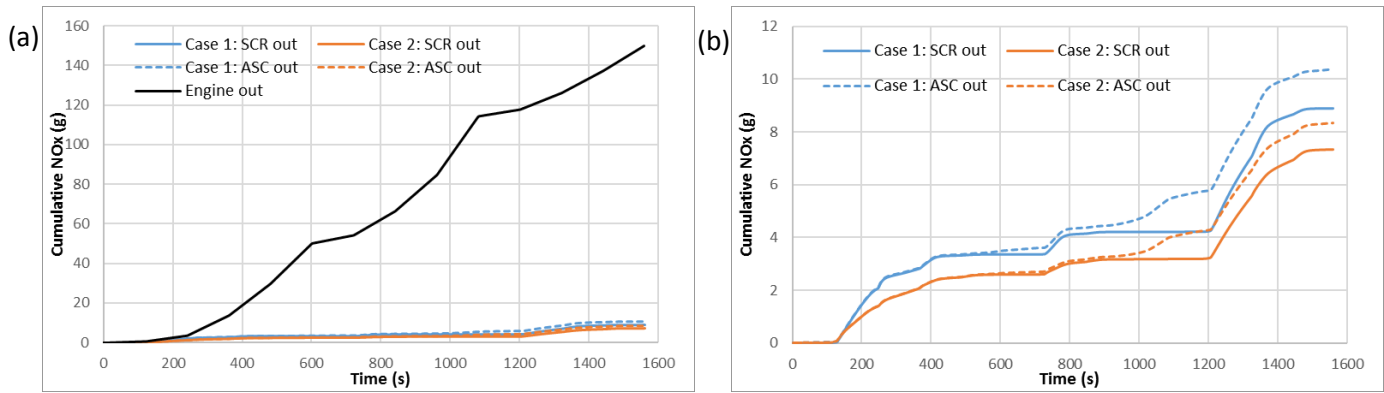 (a)
Cumulative NOx (g)
160
140
120
100
80
60
40
20
0
Case 1: SCR out
Case 2: SCR out
Case 1: ASC out
Case 2: ASC out
Engine out
0 200 400 600 800 1000 1200 1400 1600
Time (s)
(b)
Cumulative NOx (g)
12
10
8
6
4
2
0
Case 1: SCR out
Case 2: SCR out
Case 1: ASC out
Case 2: ASC out
0 200 400 600 800 1000 1200 1400 1600
Time (s)